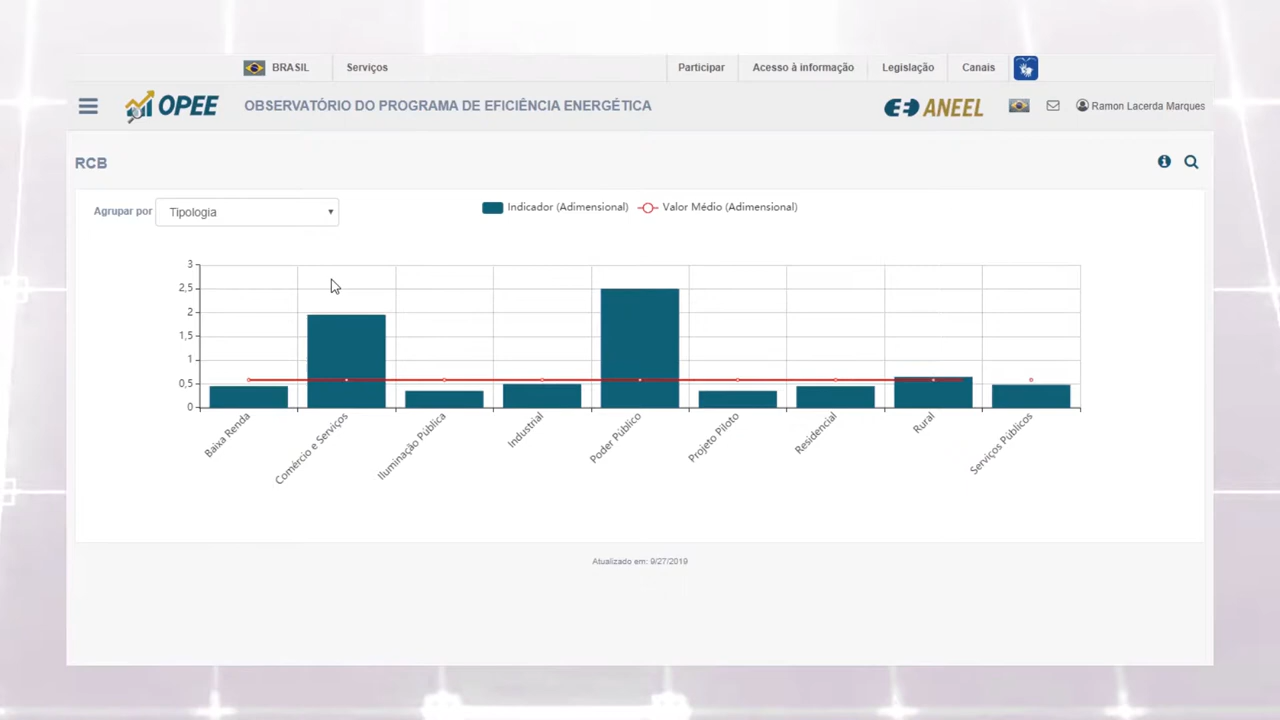 BRASIL Serviços Participar Acesso à informação Legislação Canais
OPEE OBSERVATÓRIO DO PROGRAMA DE EFICIÊNCIA ENERGÉTICA ANEEL Ramon Lacerda Marques
RCB
Agrupar por Tipologia Indicador (Adimensional) Valor Médio (Adimensional)
3
2,5
2
1,5
1
0,5
0
Baixa Renda
Comércio e Serviços
Iluminação Pública
Industrial
Poder Público
Projeto Piloto
Residencial
Rural
Serviços Públicos
Atualizado em: 9/27/2019